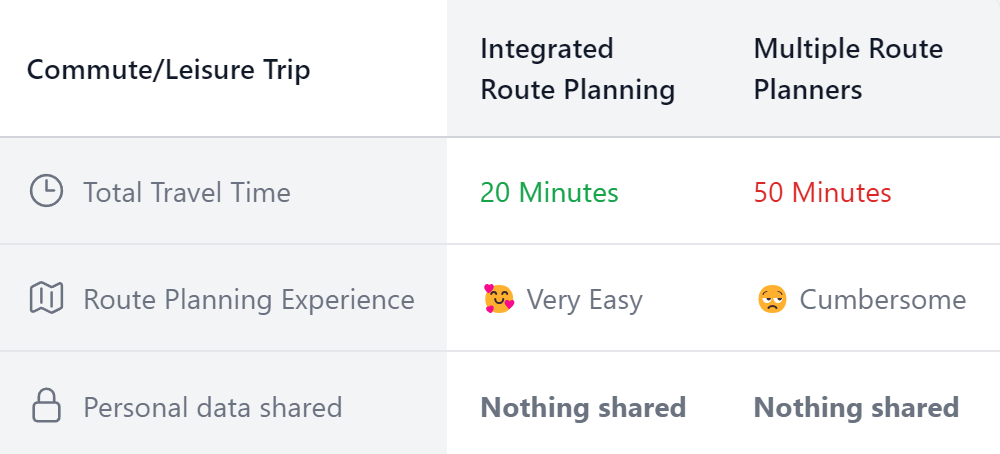 Commute/Leisure Trip
Integrated
Route Planning
Multiple Route
Planners
Total Travel Time
20 Minutes
50 Minutes
Route Planning Experience
🥰 Very Easy
😒 Cumbersome
Personal data shared
Nothing shared
Nothing shared